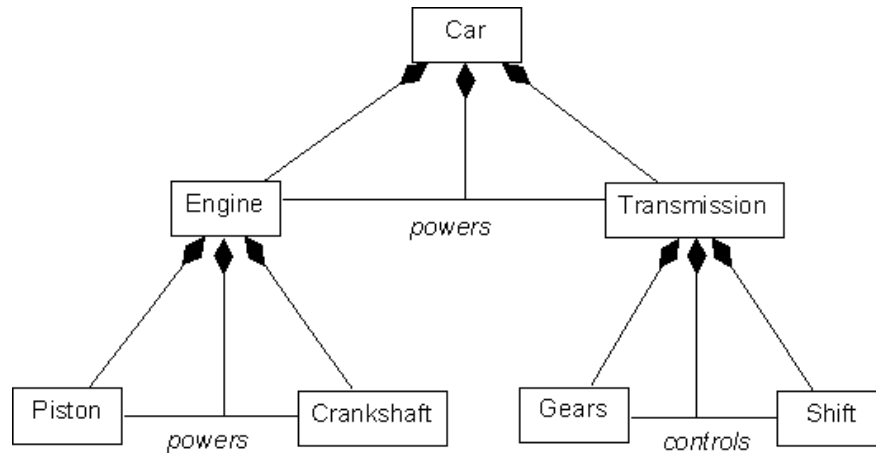 Car
Engine
Transmission
powers
Piston
Crankshaft
Gears
Shift
powers
controls